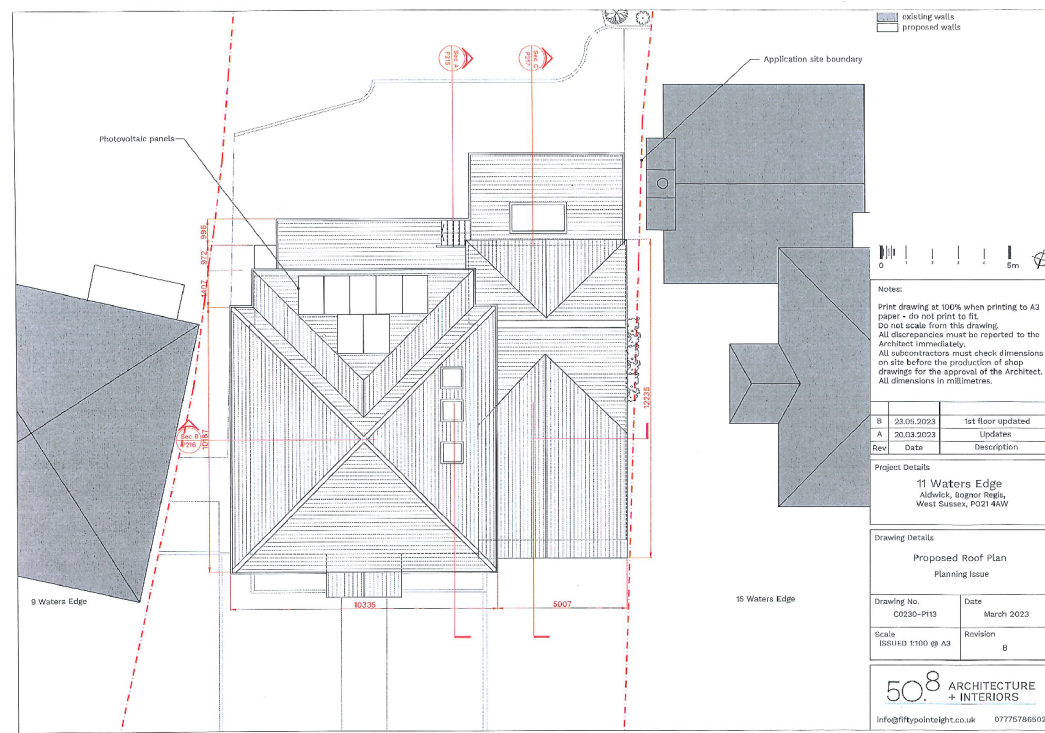 existing walls
proposed walls
Sec A
P215
Sec C
P217
Application site boundary
Photovoltaic panels
996
972
1407
10187
12235
Sec B
P216
10335
5007
9 Waters Edge
15 Waters Edge
0
5m
Notes:
Print drawing at 100% when printing to A3
paper - do not print to fit.
Do not scale from this drawing.
All discrepancies must be reported to the
Architect immediately.
All subcontractors must check dimensions
on site before the production of shop
drawings for the approval of the Architect.
All dimensions in millimetres.
B 23.05.2023 1st floor updated
A 20.03.2023 Updates
Rev Date Description
Project Details
11 Waters Edge
Aldwick, Bognor Regis,
West Sussex, PO21 4AW
Drawing Details
Proposed Roof Plan
Planning Issue
Drawing No. Date
C0230-P113 March 2023
Scale Revision
ISSUED 1:100 @ A3 B
50.8 ARCHITECTURE
+ INTERIORS
info@fiftypointeight.co.uk 07775786502